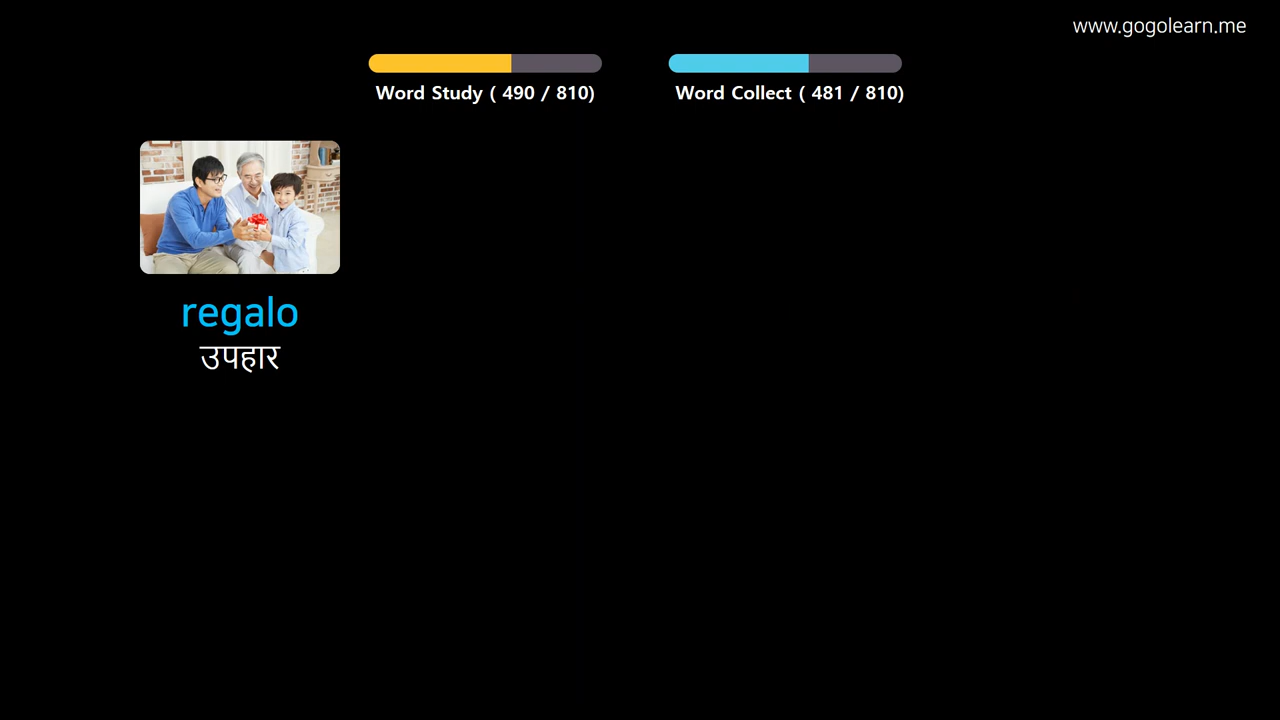 www.gogolearn.me
Word Study ( 490 / 810)
Word Collect ( 481 / 810)
regalo
उपहार